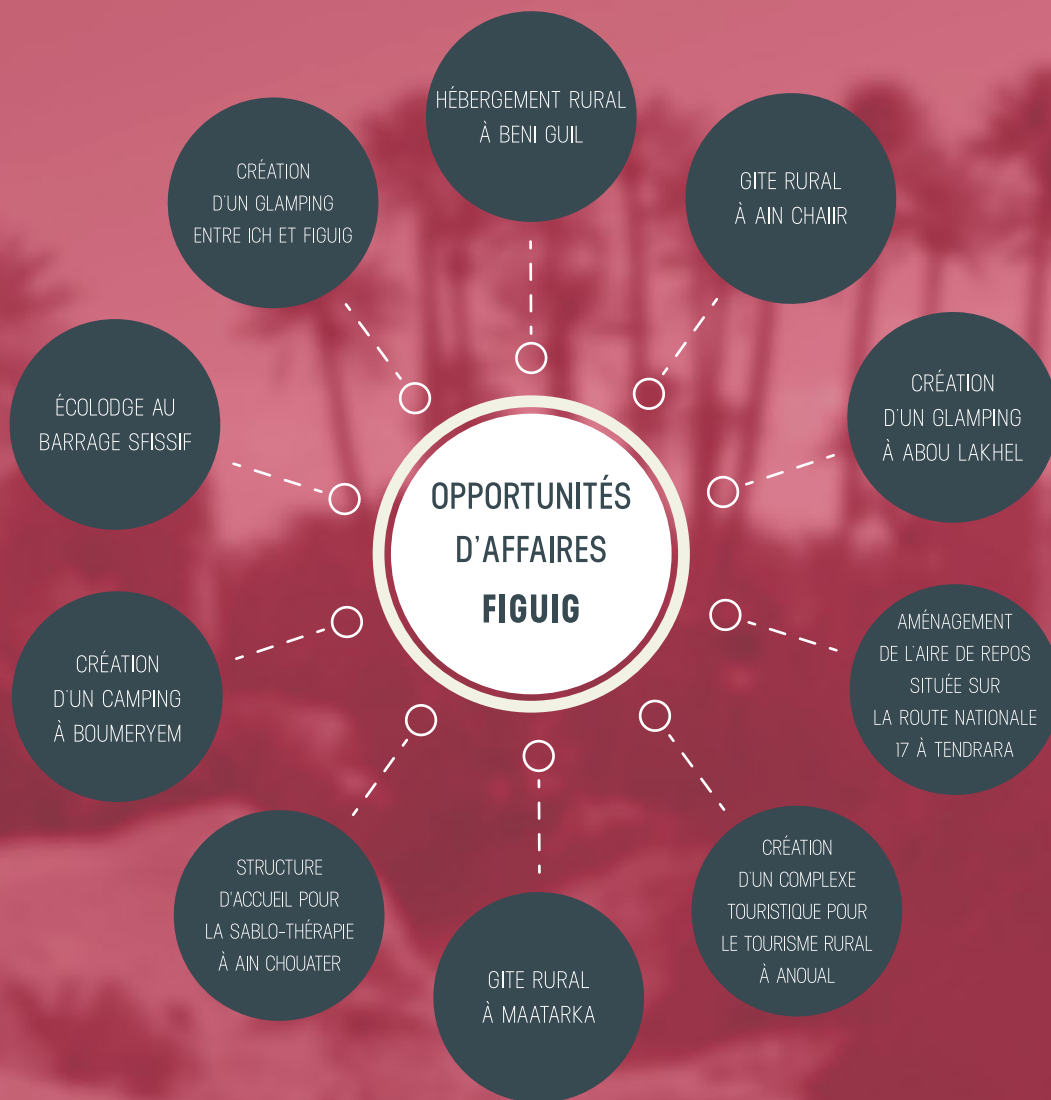 HÉBERGEMENT RURAL
À BENI GUIL
CRÉATION
D'UN GLAMPING
ENTRE ICH ET FIGUIG
GITE RURAL
À AIN CHAIIR
ÉCOLODGE AU
BARRAGE SFISSIF
CRÉATION
D'UN GLAMPING
À ABOU LAKHEL
OPPORTUNITÉS
D'AFFAIRES
FIGUIG
CRÉATION
D'UN CAMPING
À BOUMERYEM
AMÉNAGEMENT
DE L'AIRE DE REPOS
SITUÉE SUR
LA ROUTE NATIONALE
17 À TENDRARA
STRUCTURE
D'ACCUEIL POUR
LA SABLO-THÉRAPIE
À AIN CHOUATER
GITE RURAL
À MAATARKA
CRÉATION
D'UN COMPLEXE
TOURISTIQUE POUR
LE TOURISME RURAL
À ANOUAL